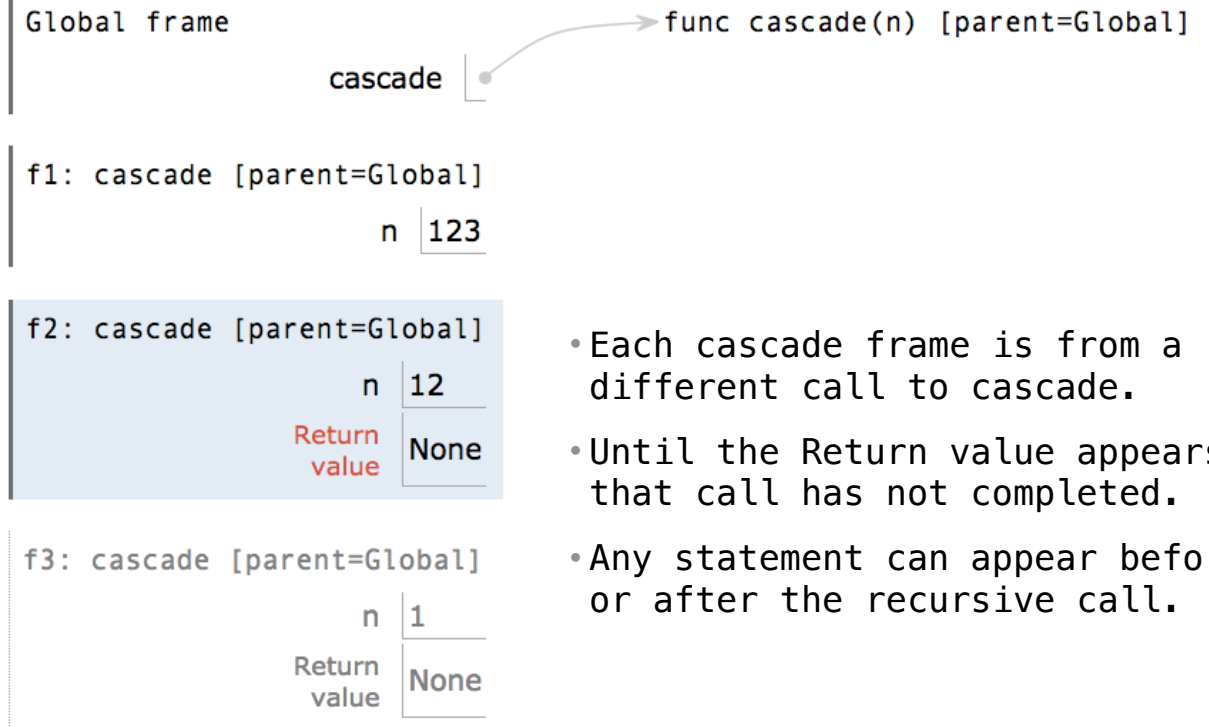 Global frame
func cascade(n) [parent=Global]
cascade
f1: cascade [parent=Global]
n 123
f2: cascade [parent=Global]
n 12
Return
value None
f3: cascade [parent=Global]
n 1
Return
value None
• Each cascade frame is from a
different call to cascade.
• Until the Return value appears
that call has not completed.
• Any statement can appear befo
or after the recursive call.